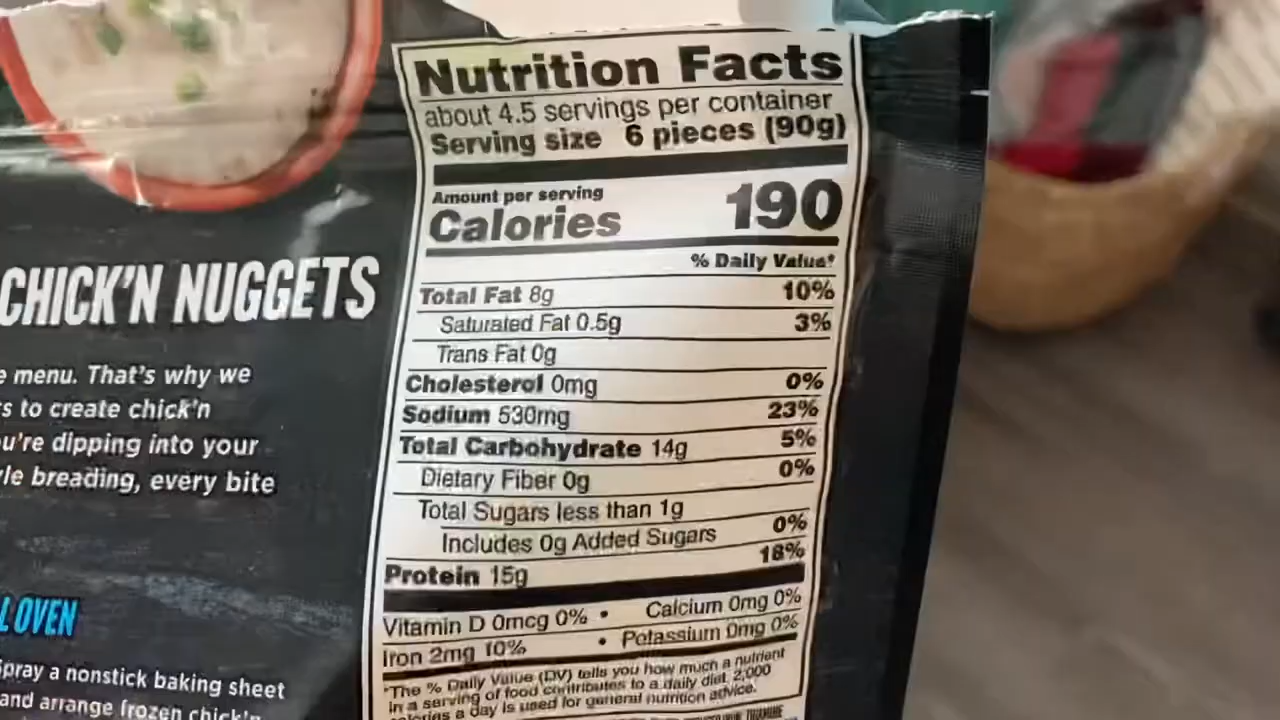 Nutrition Facts
about 4.5 servings per container
Serving size 6 pieces (90g)
Amount per serving
Calories 190
% Daily Value*
Total Fat 8g 10%
Saturated Fat 0.5g 3%
Trans Fat 0g
Cholesterol 0mg 0%
Sodium 530mg 23%
Total Carbohydrate 14g 5%
Dietary Fiber 0g 0%
Total Sugars less than 1g
Includes 0g Added Sugars 0%
Protein 15g 18%
Vitamin D 0mcg 0% • Calcium 0mg 0%
Iron 2mg 10% • Potassium 0mg 0%
*The % Daily Value (DV) tells you how much a nutrient
in a serving of food contributes to a daily diet. 2,000
calories a day is used for general nutrition advice.
CHICK'N NUGGETS
menu. That's why we
to create chick'n
u're dipping into your
breading, every bite
OVEN
Spray a nonstick baking sheet
and arrange frozen chick'n